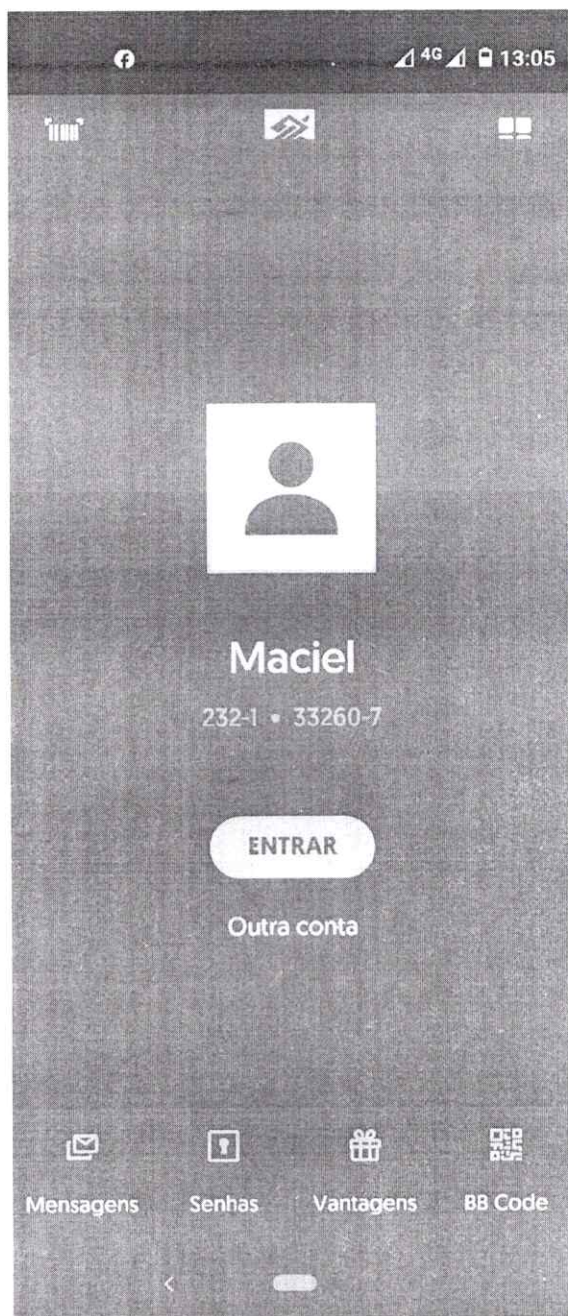 4G 13:05
Maciel
232-1 • 33260-7
ENTRAR
Outra conta
Mensagens Senhas Vantagens BB Code